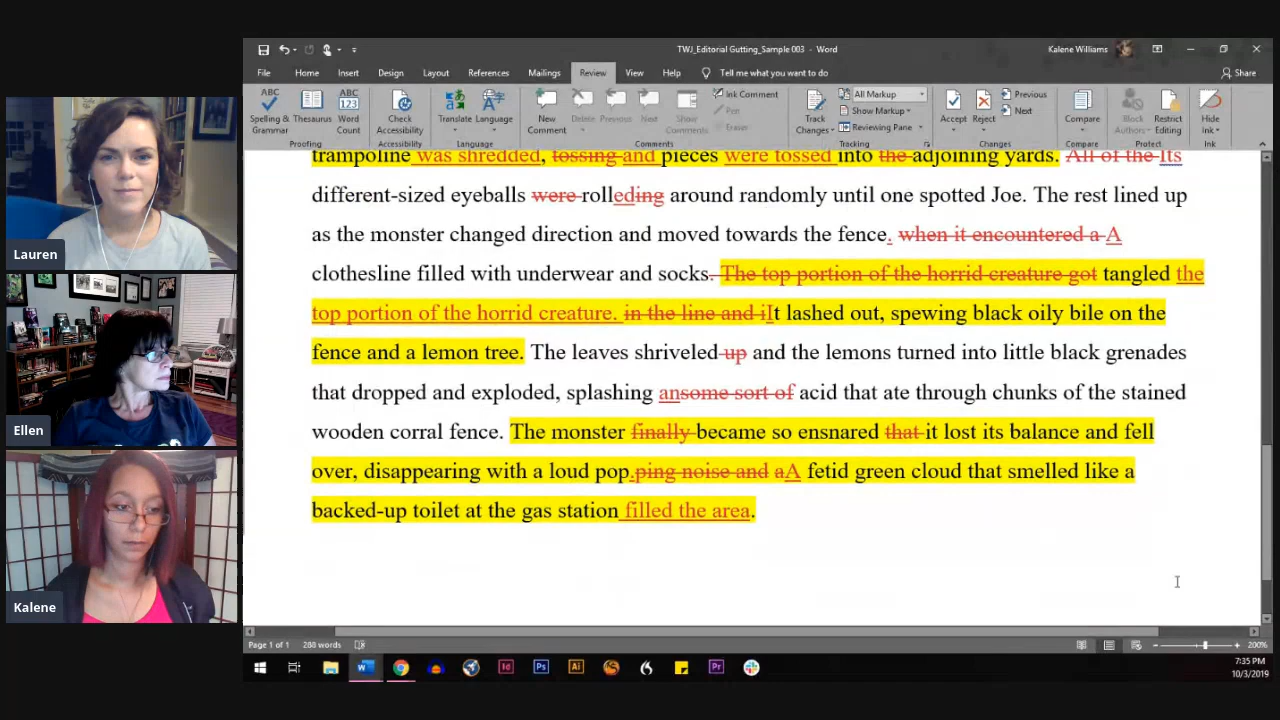 TWJ_Editorial Gutting_Sample 003 - Word
Kalene Williams
File Home Insert Design Layout References Mailings Review View Help Tell me what you want to do Share
ABC Spelling & Grammar
Thesaurus
ABC 123 Word Count
Proofing
Check Accessibility
Accessibility
Translate Language
Language
New Comment
Delete Previous Next
Show Comments
Ink Comment
Pen
Eraser
Comments
Track Changes
All Markup
Show Markup
Reviewing Pane
Tracking
Accept Reject
Previous
Next
Changes
Compare
Compare
Block Authors
Restrict Editing
Protect
Hide Ink
Ink
trampoline was shredded, tossing and pieces were tossed into the adjoining yards. All of the Its
different-sized eyeballs were rolleding around randomly until one spotted Joe. The rest lined up
as the monster changed direction and moved towards the fence. when it encountered a A
clothesline filled with underwear and socks. The top portion of the horrid creature got tangled the
top portion of the horrid creature. in the line and iIt lashed out, spewing black oily bile on the
fence and a lemon tree. The leaves shriveled up and the lemons turned into little black grenades
that dropped and exploded, splashing ansome sort of acid that ate through chunks of the stained
wooden corral fence. The monster finally became so ensnared that it lost its balance and fell
over, disappearing with a loud pop.ping noise and aA fetid green cloud that smelled like a
backed-up toilet at the gas station filled the area.
Page 1 of 1 288 words
200%
7:35 PM
10/3/2019
Lauren
Ellen
Kalene